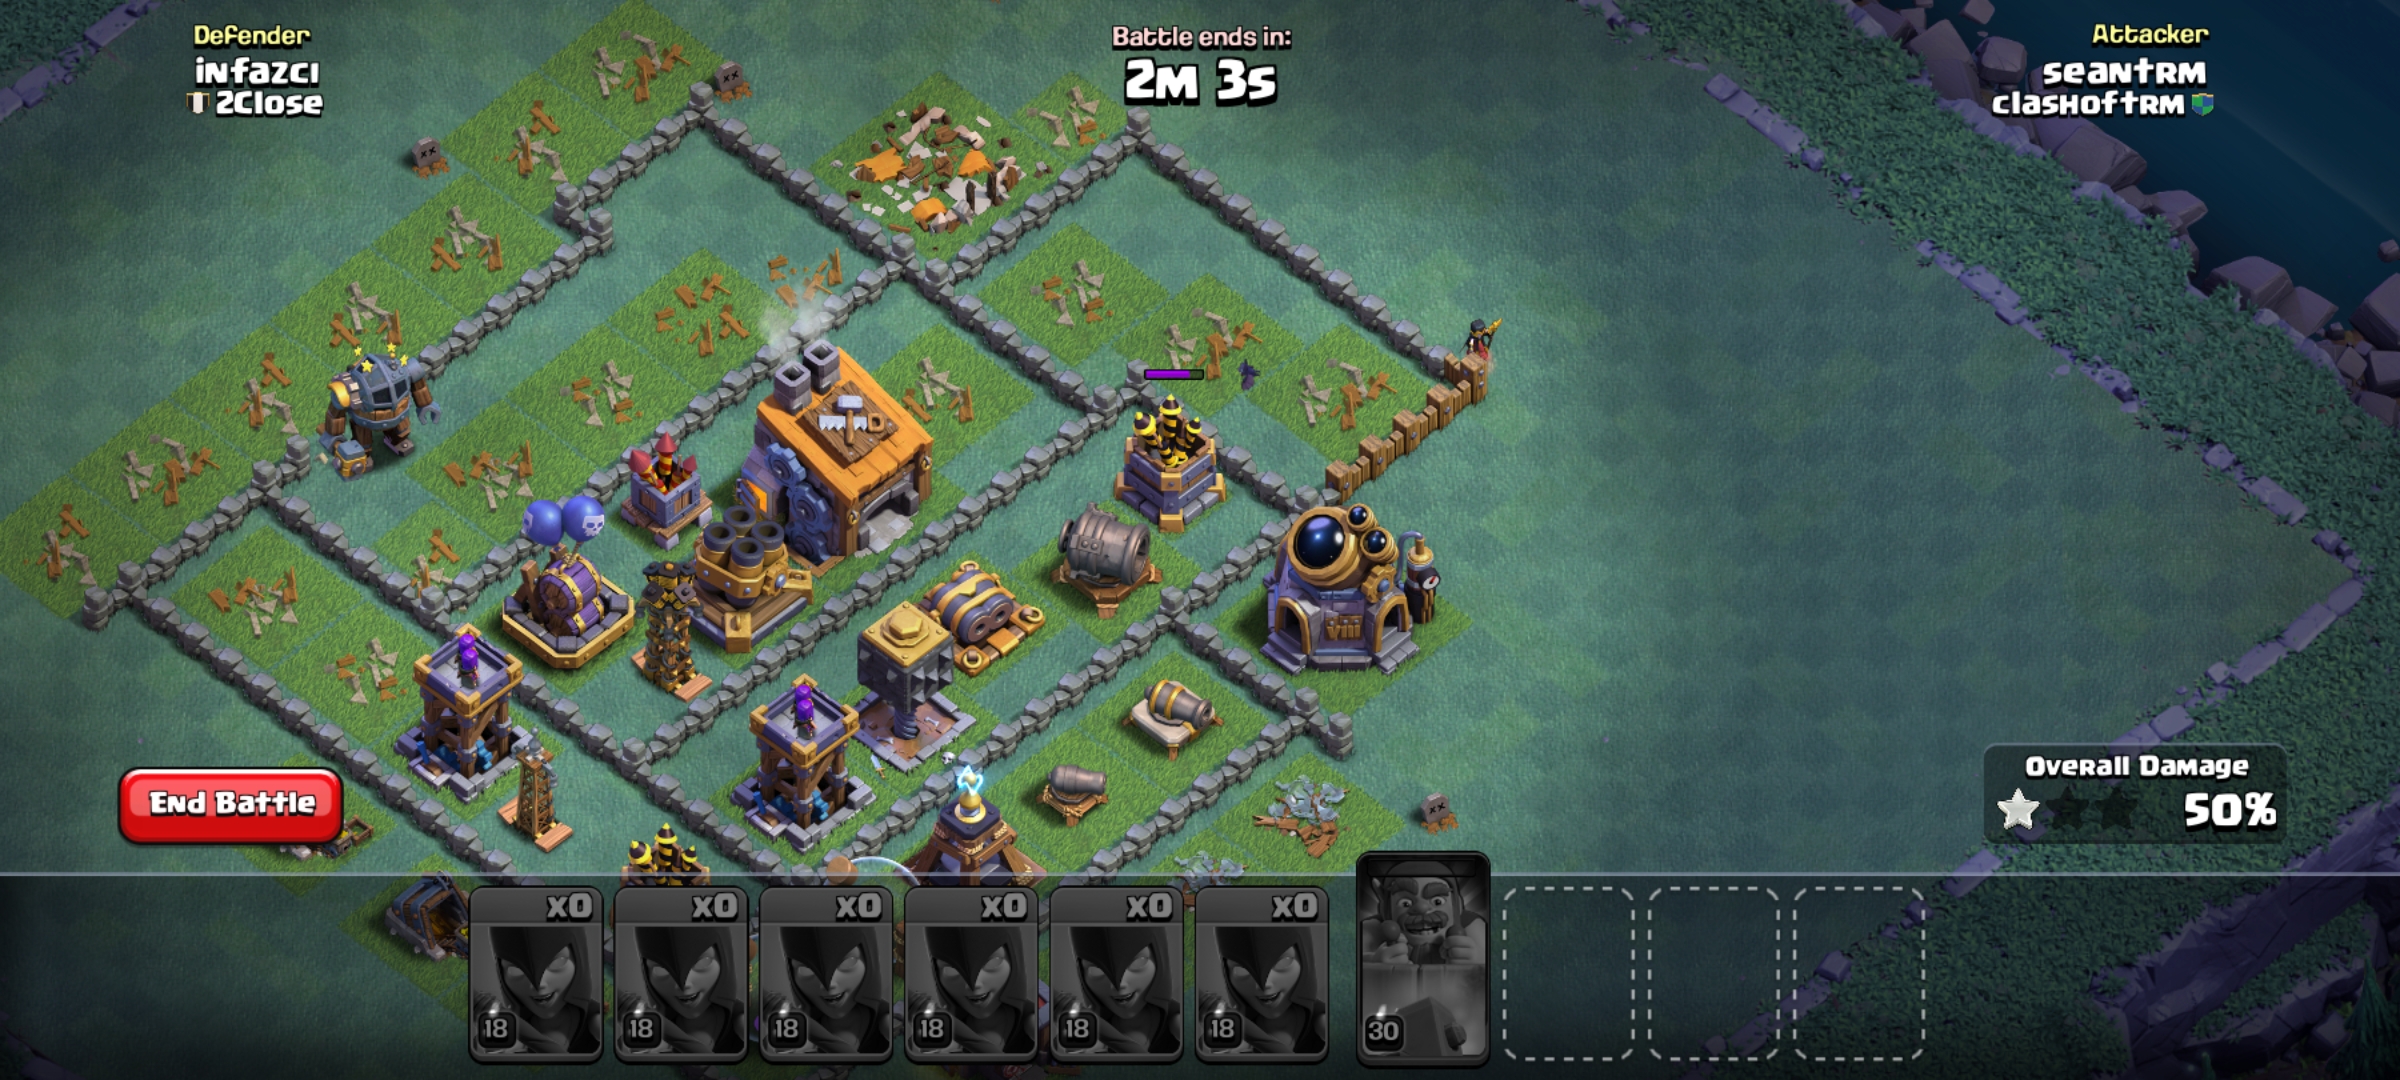 Defender
infazci
2Close
Battle ends in:
2M 3s
Attacker
seantrm
clashoftrm
VIII
End Battle
Overall Damage
50%
x0
x0
x0
x0
x0
x0
18
18
18
18
18
18
30